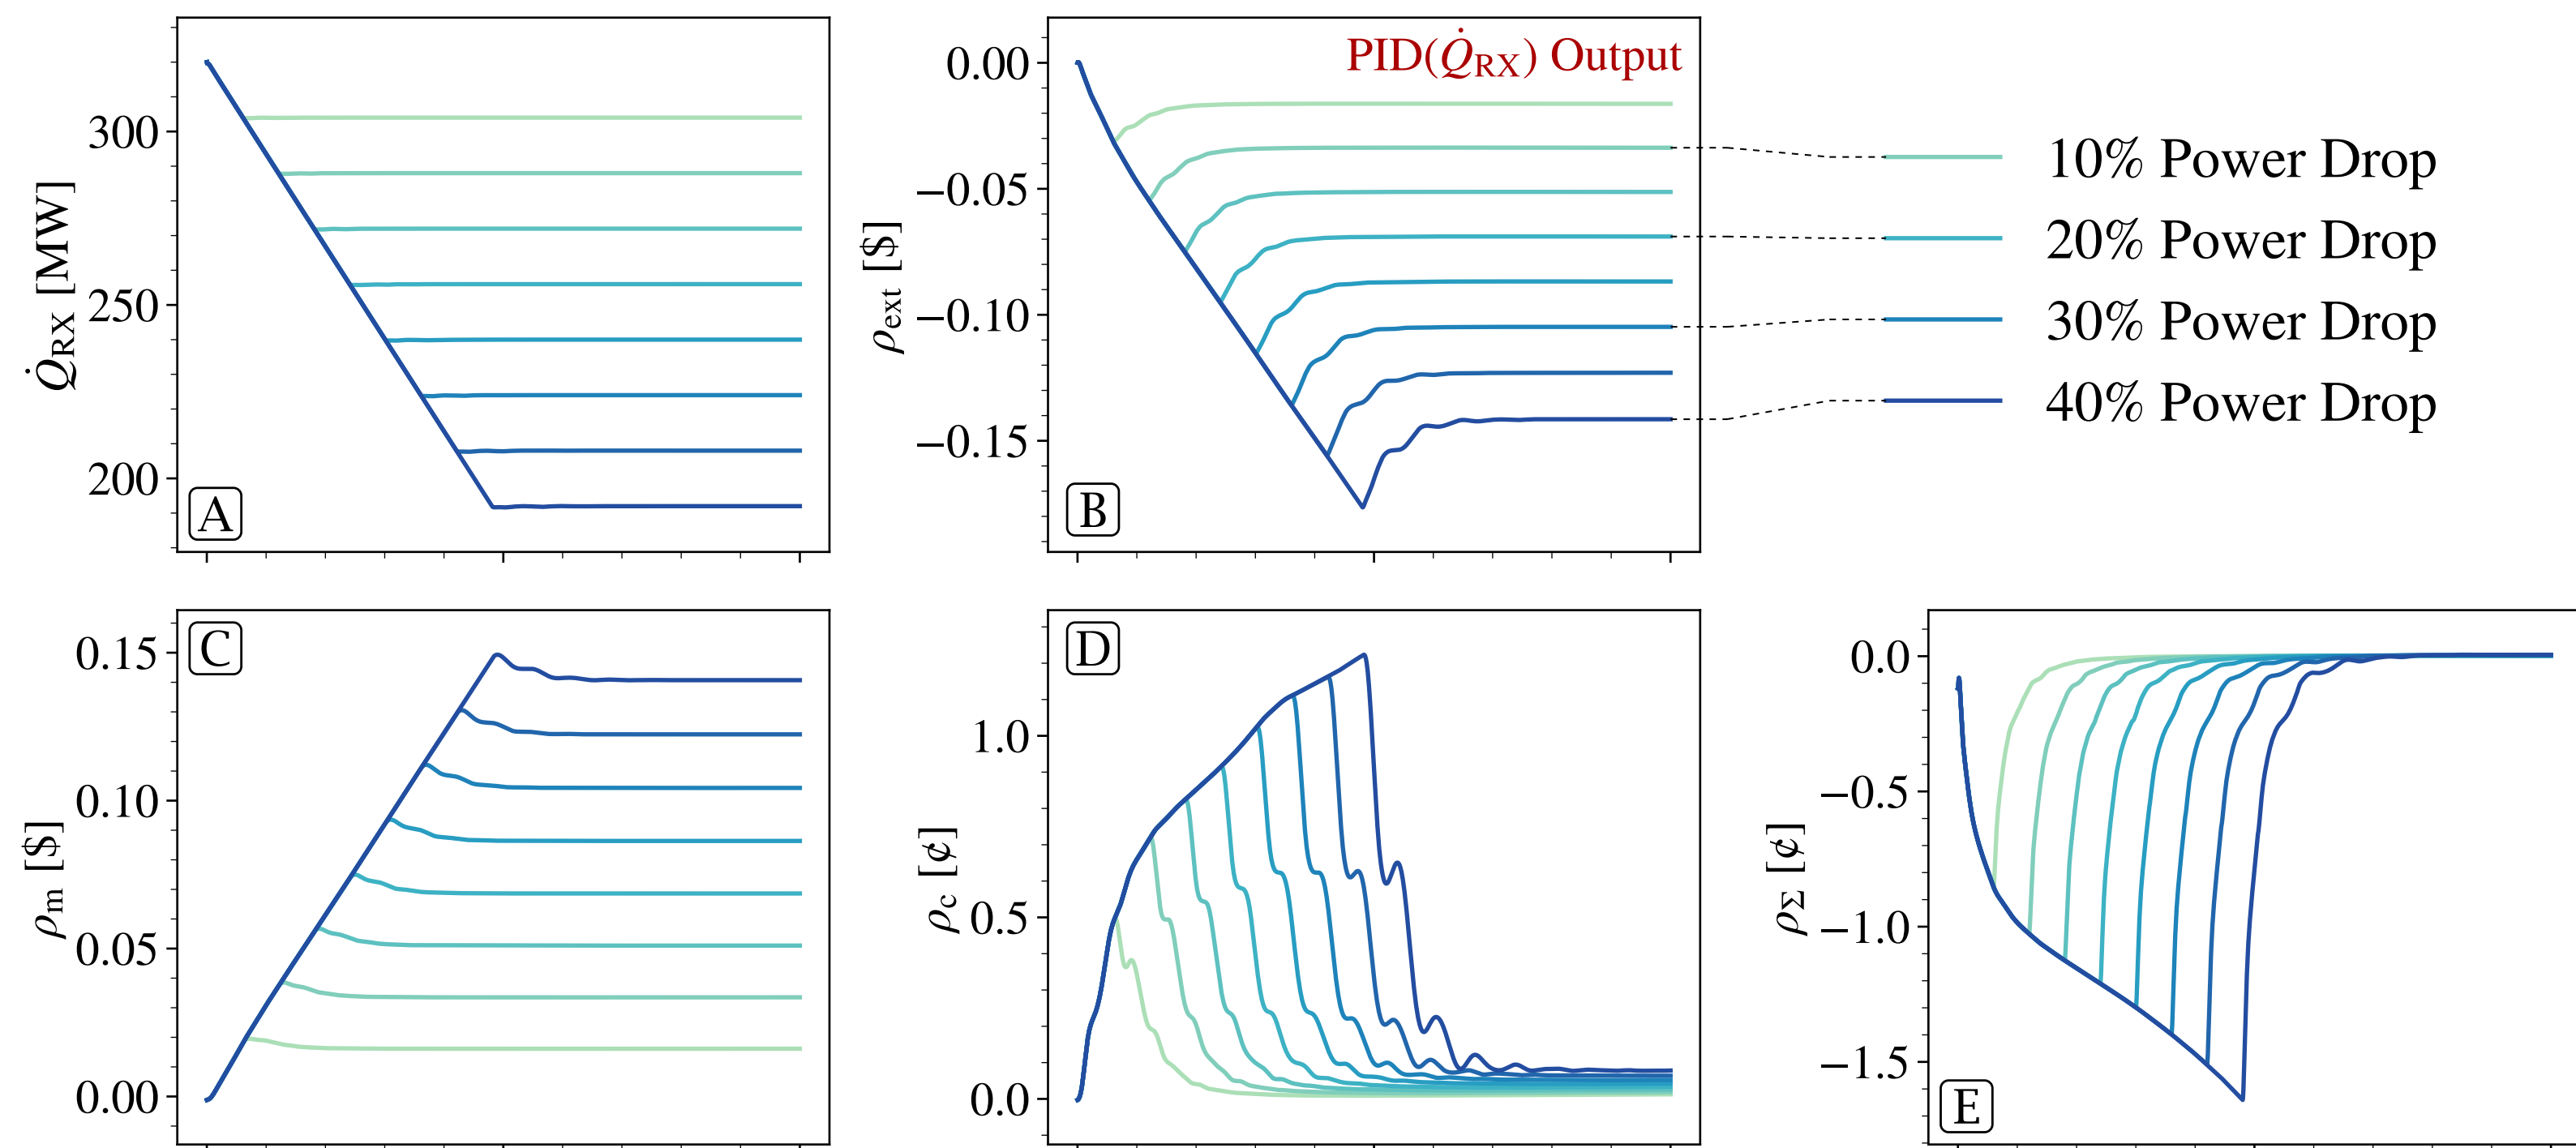 300
250
200
Q̇RX [MW]
A
PID(Q̇RX) Output
0.00
−0.05
−0.10
−0.15
ρext [$]
B
10% Power Drop
20% Power Drop
30% Power Drop
40% Power Drop
C
0.15
0.10
0.05
0.00
ρm [$]
D
1.0
0.5
0.0
ρc [¢]
0.0
−0.5
−1.0
−1.5
ρΣ [¢]
E